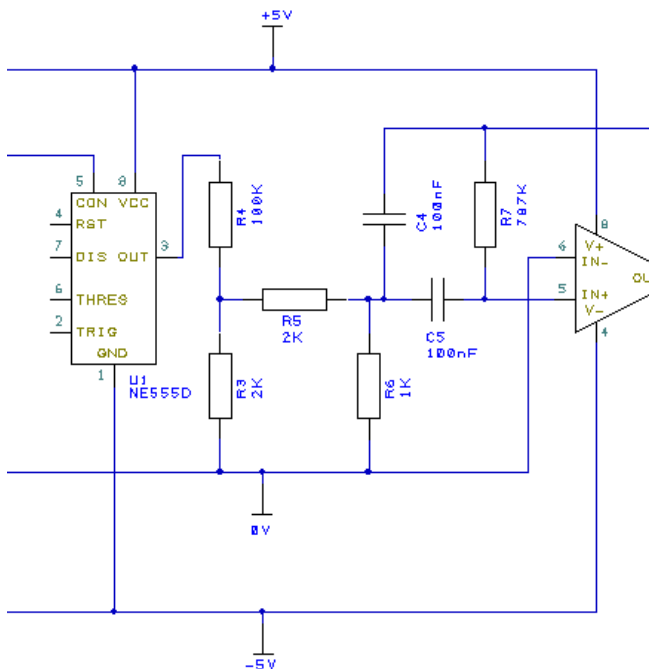 +5V
5
8
CON VCC
4
RST
7
DIS OUT
3
6
THRES
2
TRIG
GND
1
U1
NE555D
R4
100K
R5
2K
R3
2K
R6
1K
C4
100nF
C5
100nF
R7
787K
8
6
V+
IN-
5
IN+
V-
4
OU
0V
-5V